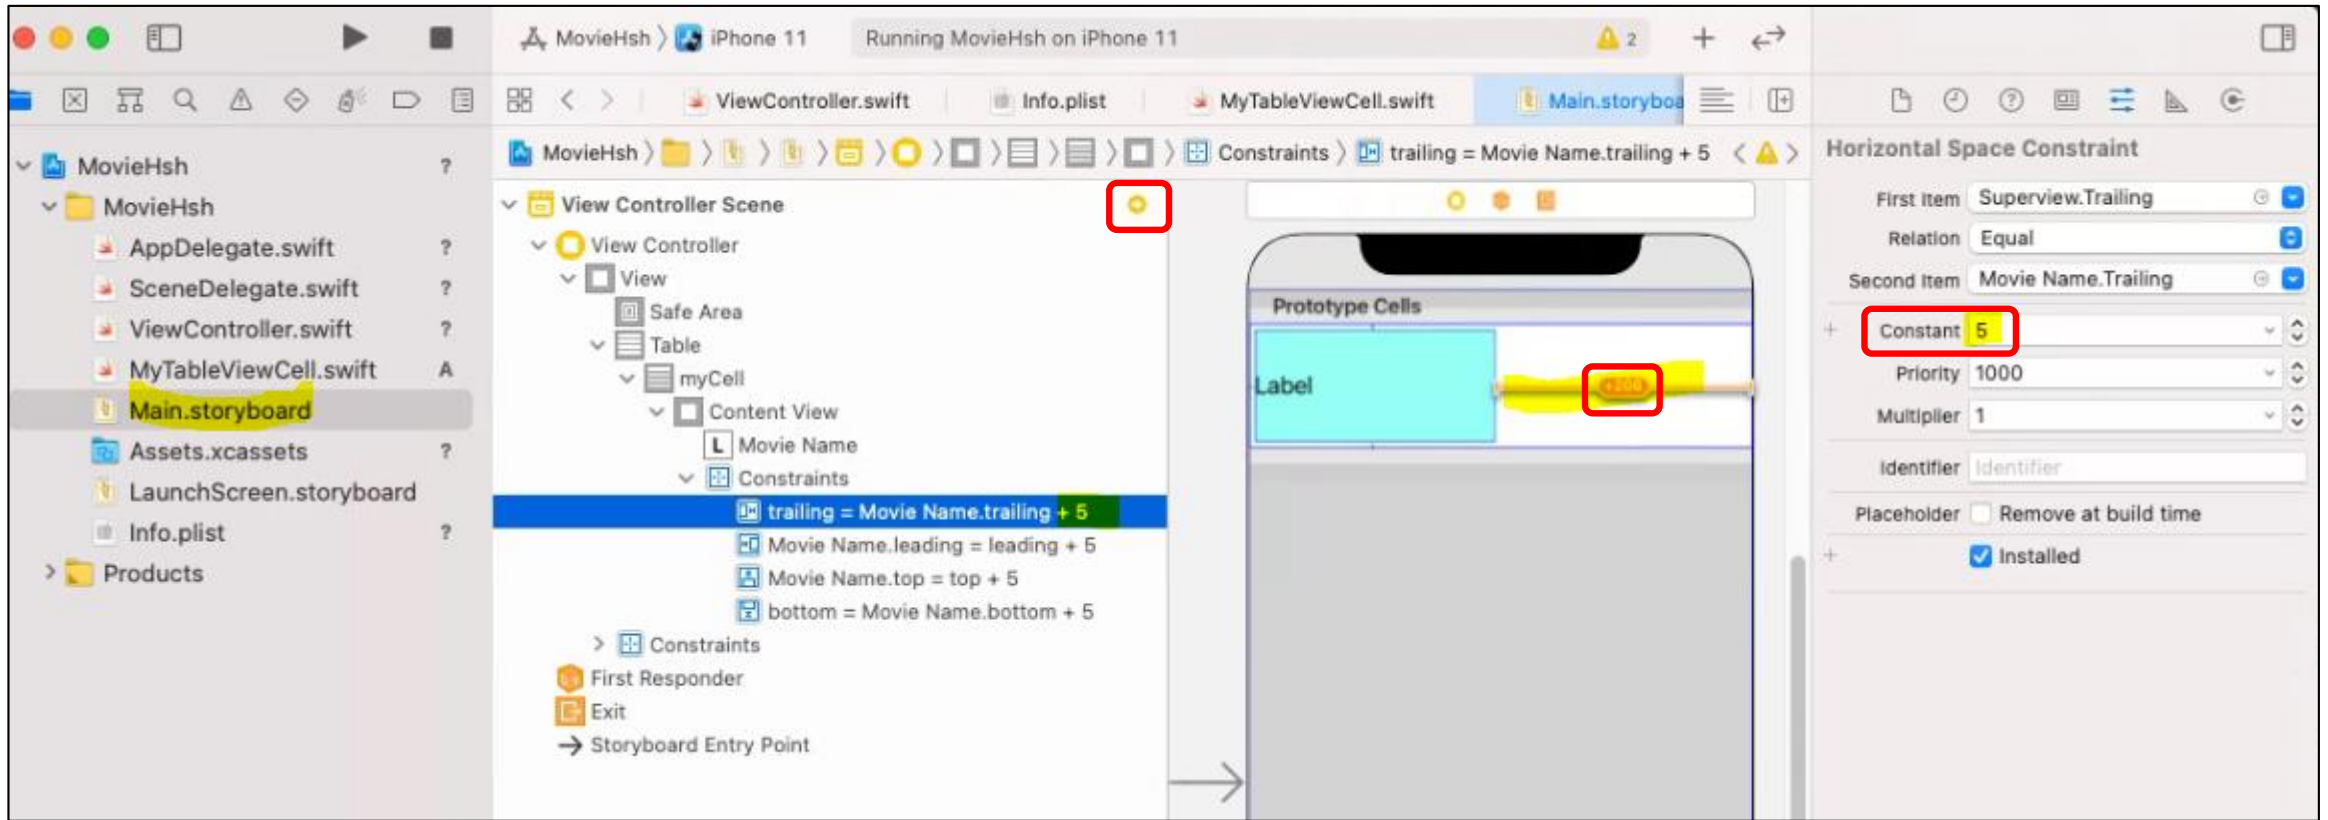 MovieHsh 〉 iPhone 11
Running MovieHsh on iPhone 11
2
ViewController.swift
Info.plist
MyTableViewCell.swift
Main.storyboa
MovieHsh
Constraints
trailing = Movie Name.trailing + 5
MovieHsh ?
MovieHsh
AppDelegate.swift ?
SceneDelegate.swift ?
ViewController.swift ?
MyTableViewCell.swift A
Main.storyboard
Assets.xcassets ?
LaunchScreen.storyboard
Info.plist ?
Products
View Controller Scene
View Controller
View
Safe Area
Table
myCell
Content View
L Movie Name
Constraints
trailing = Movie Name.trailing + 5
Movie Name.leading = leading + 5
Movie Name.top = top + 5
bottom = Movie Name.bottom + 5
Constraints
First Responder
Exit
Storyboard Entry Point
Prototype Cells
Label
Horizontal Space Constraint
First Item Superview.Trailing
Relation Equal
Second Item Movie Name.Trailing
Constant 5
Priority 1000
Multiplier 1
Identifier Identifier
Placeholder Remove at build time
Installed